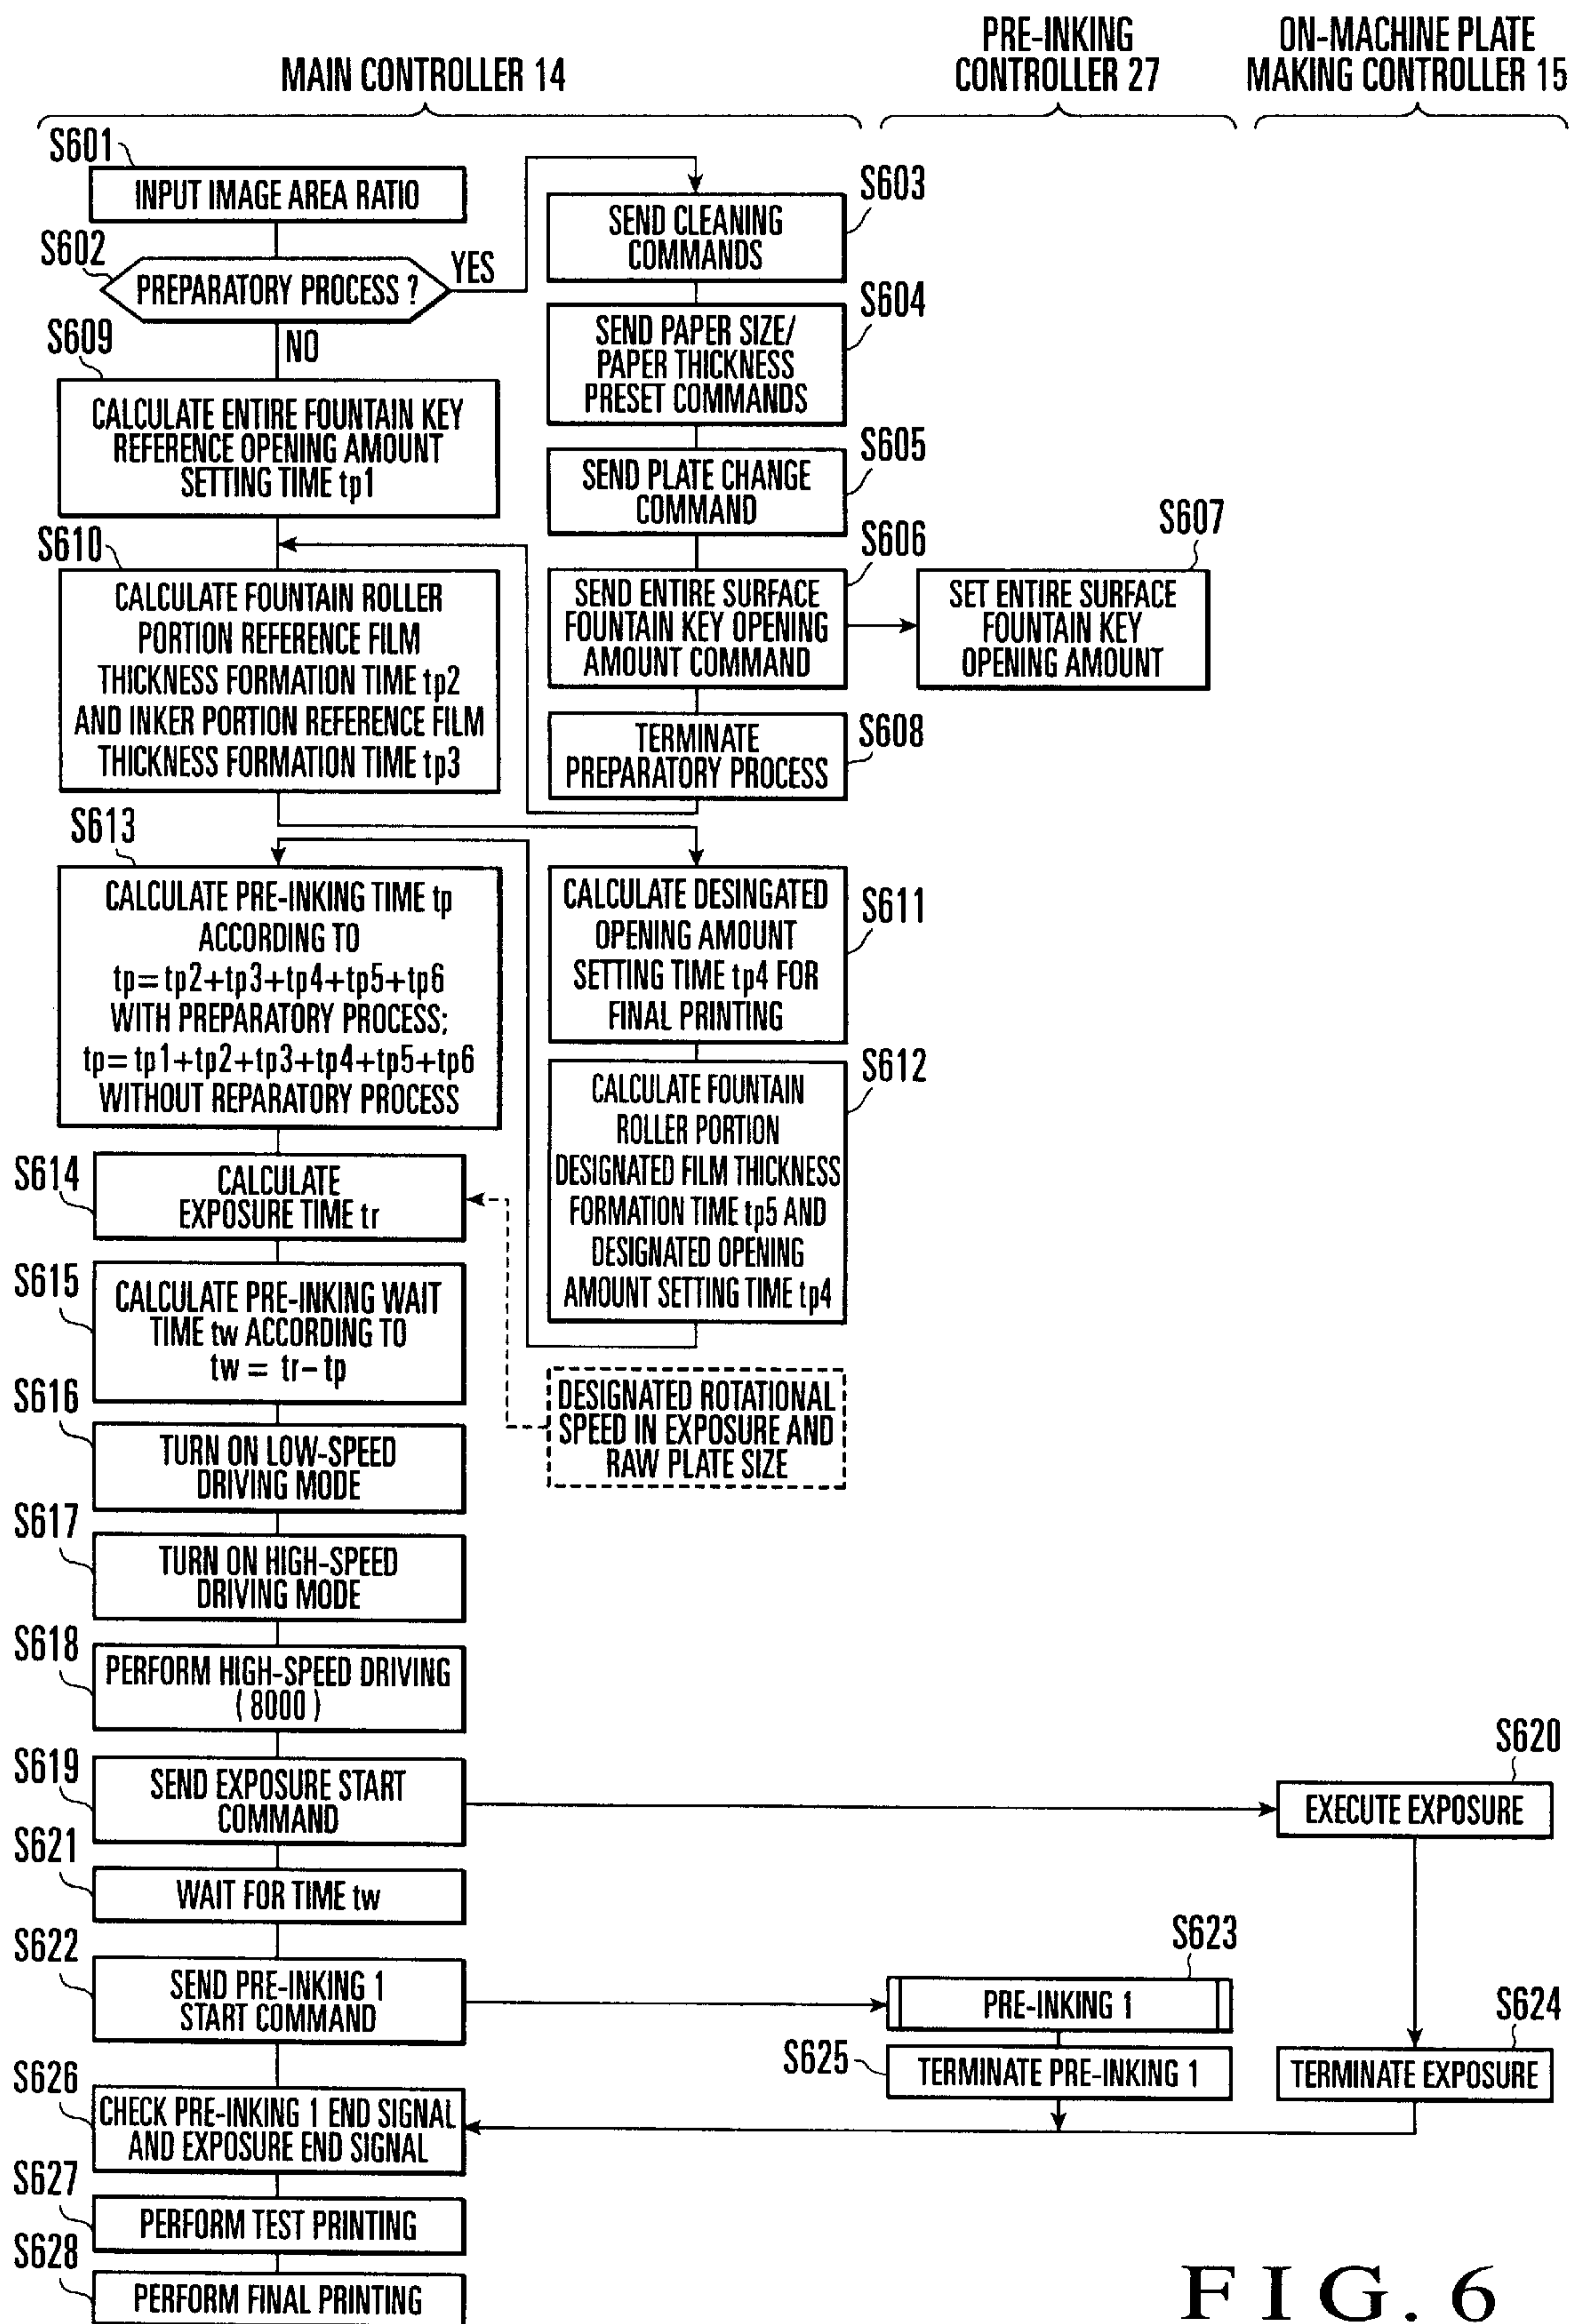 MAIN CONTROLLER 14
PRE-INKING
CONTROLLER 27
ON-MACHINE PLATE
MAKING CONTROLLER 15
S601
INPUT IMAGE AREA RATIO
S602
PREPARATORY PROCESS ?
YES
NO
S603
SEND CLEANING
COMMANDS
S604
SEND PAPER SIZE/
PAPER THICKNESS
PRESET COMMANDS
S605
SEND PLATE CHANGE
COMMAND
S606
SEND ENTIRE SURFACE
FOUNTAIN KEY OPENING
AMOUNT COMMAND
S607
SET ENTIRE SURFACE
FOUNTAIN KEY
OPENING AMOUNT
S608
TERMINATE
PREPARATORY PROCESS
S609
CALCULATE ENTIRE FOUNTAIN KEY
REFERENCE OPENING AMOUNT
SETTING TIME tp1
S610
CALCULATE FOUNTAIN ROLLER
PORTION REFERENCE FILM
THICKNESS FORMATION TIME tp2
AND INKER PORTION REFERENCE FILM
THICKNESS FORMATION TIME tp3
S611
CALCULATE DESINGATED
OPENING AMOUNT
SETTING TIME tp4 FOR
FINAL PRINTING
S612
CALCULATE FOUNTAIN
ROLLER PORTION
DESIGNATED FILM THICKNESS
FORMATION TIME tp5 AND
DESIGNATED OPENING
AMOUNT SETTING TIME tp4
S613
CALCULATE PRE-INKING TIME tp
ACCORDING TO
tp= tp2+tp3+tp4+tp5+tp6
WITH PREPARATORY PROCESS;
tp= tp1+tp2+tp3+tp4+tp5+tp6
WITHOUT REPARATORY PROCESS
S614
CALCULATE
EXPOSURE TIME tr
DESIGNATED ROTATIONAL
SPEED IN EXPOSURE AND
RAW PLATE SIZE
S615
CALCULATE PRE-INKING WAIT
TIME tw ACCORDING TO
tw = tr- tp
S616
TURN ON LOW-SPEED
DRIVING MODE
S617
TURN ON HIGH-SPEED
DRIVING MODE
S618
PERFORM HIGH-SPEED DRIVING
( 8000 )
S619
SEND EXPOSURE START
COMMAND
S620
EXECUTE EXPOSURE
S621
WAIT FOR TIME tw
S622
SEND PRE-INKING 1
START COMMAND
S623
PRE-INKING 1
S624
TERMINATE EXPOSURE
S625
TERMINATE PRE-INKING 1
S626
CHECK PRE-INKING 1 END SIGNAL
AND EXPOSURE END SIGNAL
S627
PERFORM TEST PRINTING
S628
PERFORM FINAL PRINTING
FIG. 6